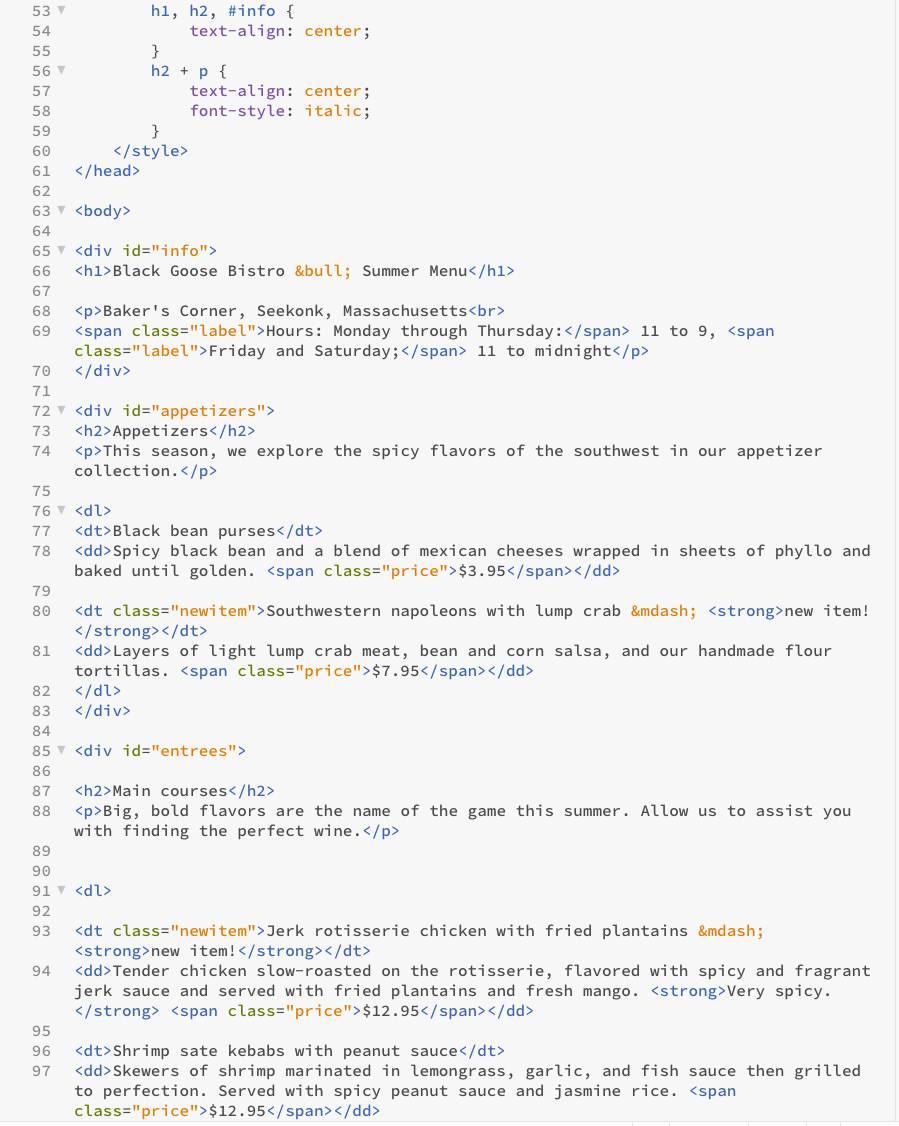 53 h1, h2, #info {
54 text-align: center;
55 }
56 h2 + p {
57 text-align: center;
58 font-style: italic;
59 }
60 </style>
61 </head>
62
63 <body>
64
65 <div id="info">
66 <h1>Black Goose Bistro &bull; Summer Menu</h1>
67
68 <p>Baker's Corner, Seekonk, Massachusetts<br>
69 <span class="label">Hours: Monday through Thursday:</span> 11 to 9, <span
class="label">Friday and Saturday;</span> 11 to midnight</p>
70 </div>
71
72 <div id="appetizers">
73 <h2>Appetizers</h2>
74 <p>This season, we explore the spicy flavors of the southwest in our appetizer
collection.</p>
75
76 <dl>
77 <dt>Black bean purses</dt>
78 <dd>Spicy black bean and a blend of mexican cheeses wrapped in sheets of phyllo and
baked until golden. <span class="price">$3.95</span></dd>
79
80 <dt class="newitem">Southwestern napoleons with lump crab &mdash; <strong>new item!
</strong></dt>
81 <dd>Layers of light lump crab meat, bean and corn salsa, and our handmade flour
tortillas. <span class="price">$7.95</span></dd>
82 </dl>
83 </div>
84
85 <div id="entrees">
86
87 <h2>Main courses</h2>
88 <p>Big, bold flavors are the name of the game this summer. Allow us to assist you
with finding the perfect wine.</p>
89
90
91 <dl>
92
93 <dt class="newitem">Jerk rotisserie chicken with fried plantains &mdash;
<strong>new item!</strong></dt>
94 <dd>Tender chicken slow-roasted on the rotisserie, flavored with spicy and fragrant
jerk sauce and served with fried plantains and fresh mango. <strong>Very spicy.
</strong> <span class="price">$12.95</span></dd>
95
96 <dt>Shrimp sate kebabs with peanut sauce</dt>
97 <dd>Skewers of shrimp marinated in lemongrass, garlic, and fish sauce then grilled
to perfection. Served with spicy peanut sauce and jasmine rice. <span
class="price">$12.95</span></dd>